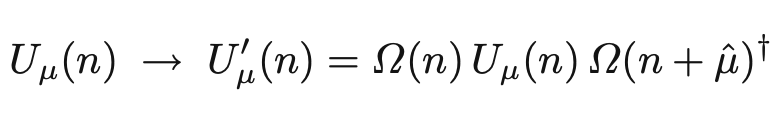 U_μ(n) → U′_μ(n) = Ω(n) U_μ(n) Ω(n + μ̂)†